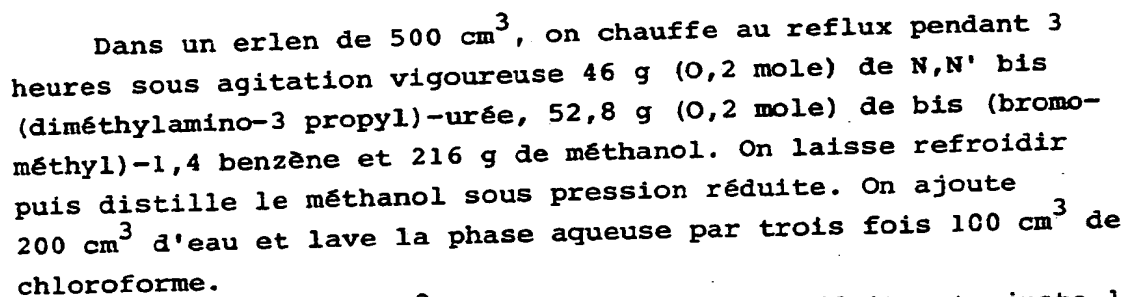 Dans un erlen de 500 cm³, on chauffe au reflux pendant 3
heures sous agitation vigoureuse 46 g (0,2 mole) de N,N' bis
(diméthylamino-3 propyl)-urée, 52,8 g (0,2 mole) de bis (bromo-
méthyl)-1,4 benzène et 216 g de méthanol. On laisse refroidir
puis distille le méthanol sous pression réduite. On ajoute
200 cm³ d'eau et lave la phase aqueuse par trois fois 100 cm³ de
chloroforme.